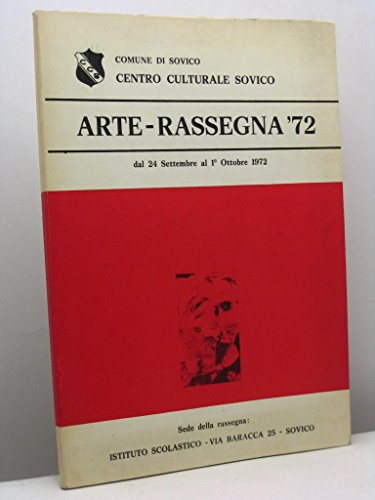 COMUNE DI SOVICO
CENTRO CULTURALE SOVICO
ARTE-RASSEGNA '72
dal 24 Settembre al 1° Ottobre 1972
Sede della rassegna:
ISTITUTO SCOLASTICO - VIA BARACCA 25 - SOVICO